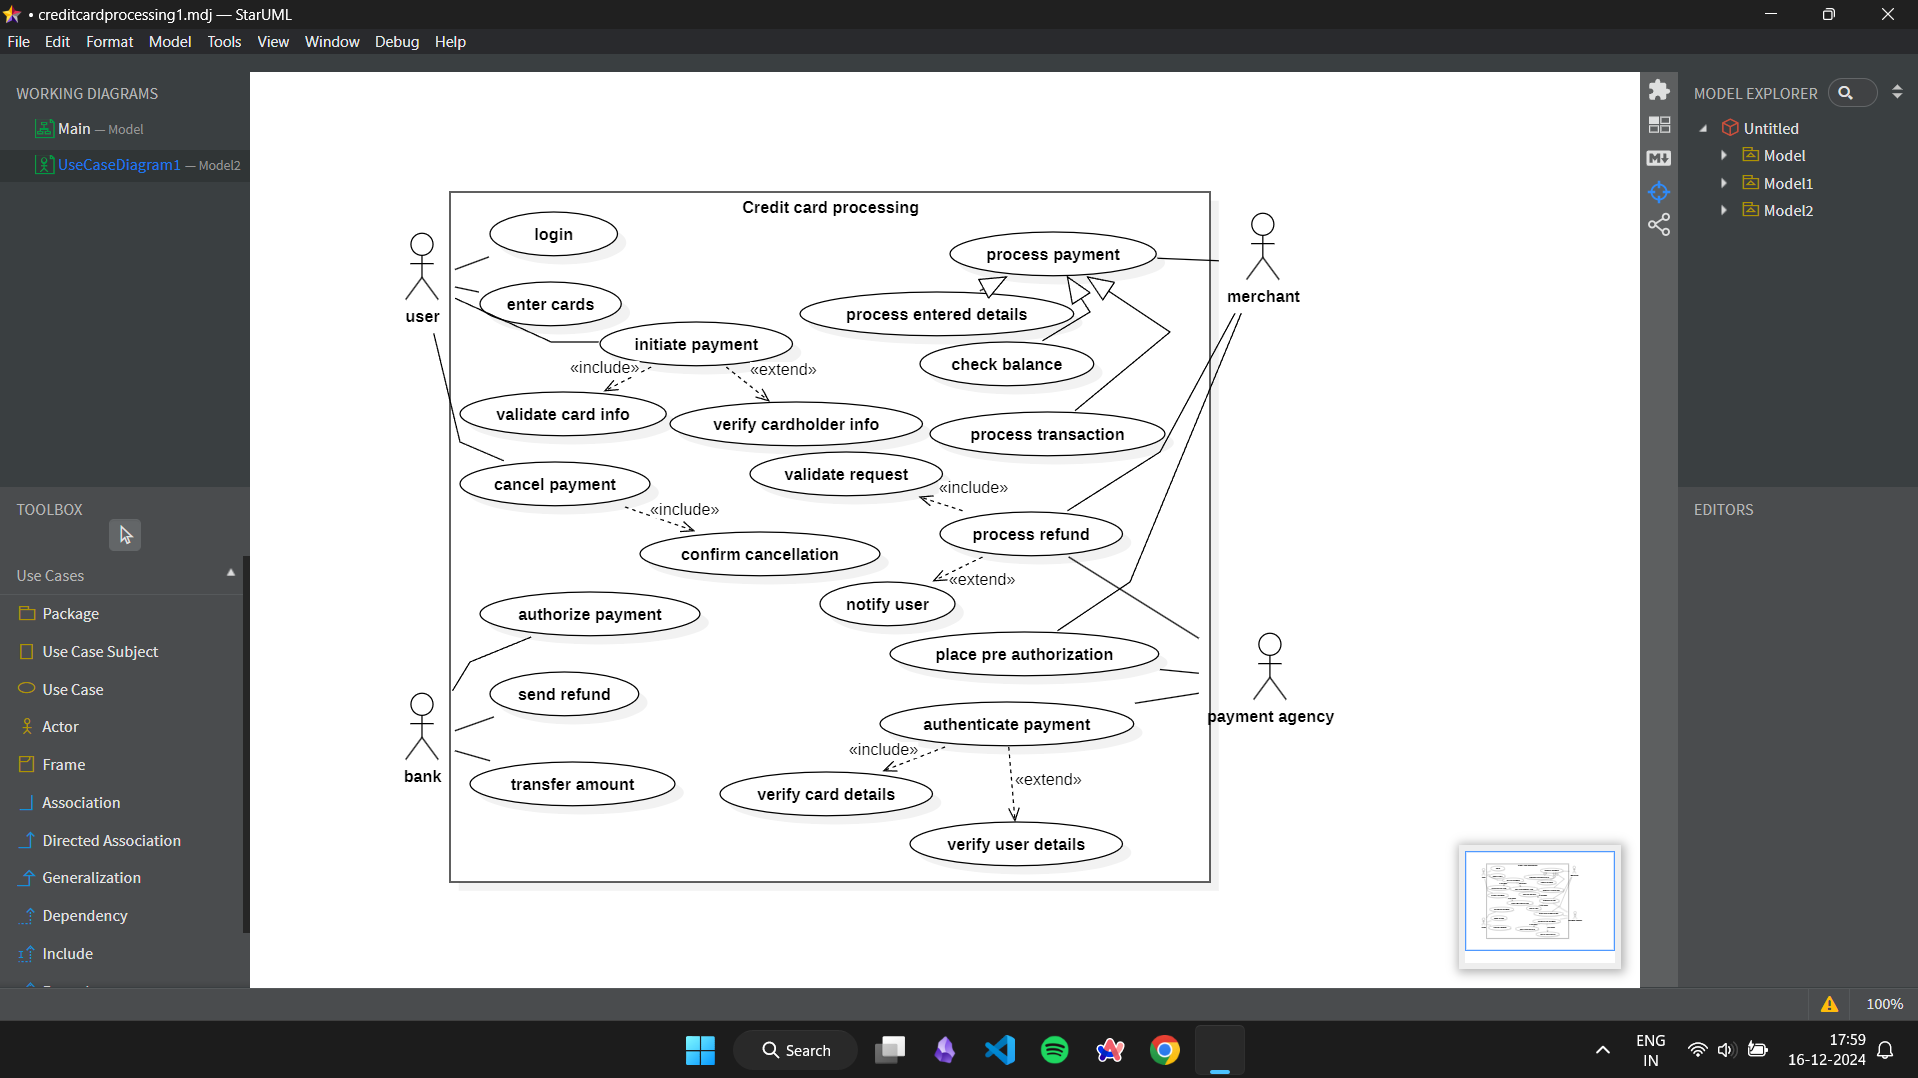 • creditcardprocessing1.mdj — StarUML
File Edit Format Model Tools View Window Debug Help
WORKING DIAGRAMS
Main — Model
UseCaseDiagram1 — Model2
TOOLBOX
Use Cases
Package
Use Case Subject
Use Case
Actor
Frame
Association
Directed Association
Generalization
Dependency
Include
Credit card processing
login
enter cards
initiate payment
«include»
«extend»
validate card info
verify cardholder info
cancel payment
«include»
confirm cancellation
user
process payment
process entered details
check balance
process transaction
merchant
validate request
«include»
process refund
«extend»
notify user
authorize payment
send refund
transfer amount
bank
place pre authorization
authenticate payment
payment agency
«include»
«extend»
verify card details
verify user details
M↓
MODEL EXPLORER
Untitled
Model
Model1
Model2
EDITORS
100%
Search
ENG
IN
17:59
16-12-2024